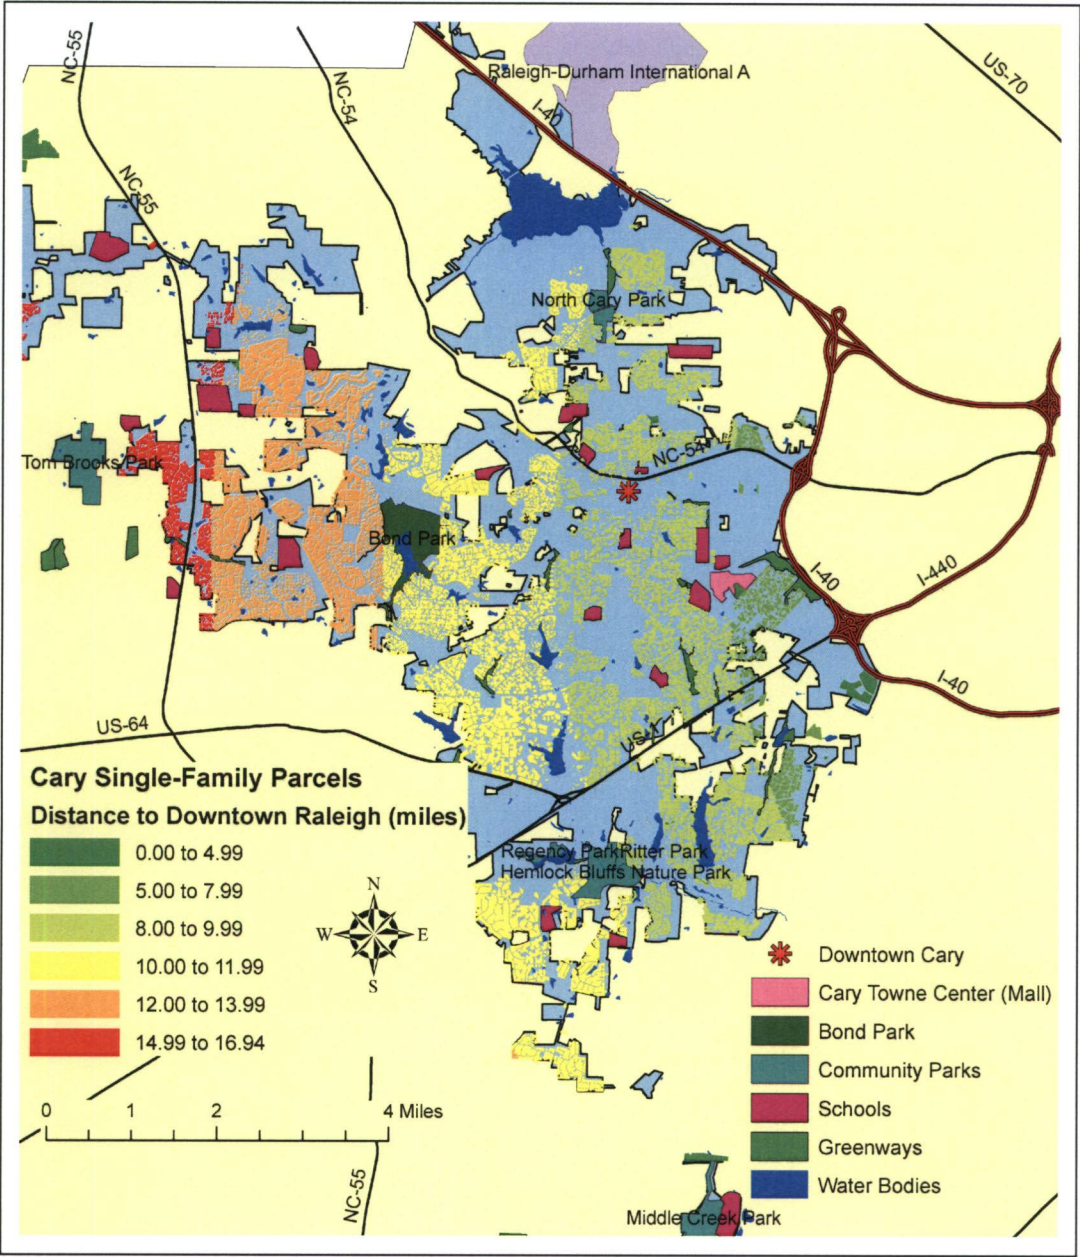 NC-55
NC-54
US-70
Raleigh-Durham International A
I-40
NC-55
North Cary Park
NC-54
Tom Brooks Park
Bond Park
I-40
I-440
I-40
US-64
US-1
Cary Single-Family Parcels
Distance to Downtown Raleigh (miles)
0.00 to 4.99
5.00 to 7.99
8.00 to 9.99
10.00 to 11.99
12.00 to 13.99
14.99 to 16.94
N
W E
S
Regency Park Ritter Park
Hemlock Bluffs Nature Park
Downtown Cary
Cary Towne Center (Mall)
Bond Park
Community Parks
Schools
Greenways
Water Bodies
0 1 2 4 Miles
NC-55
Middle Creek Park